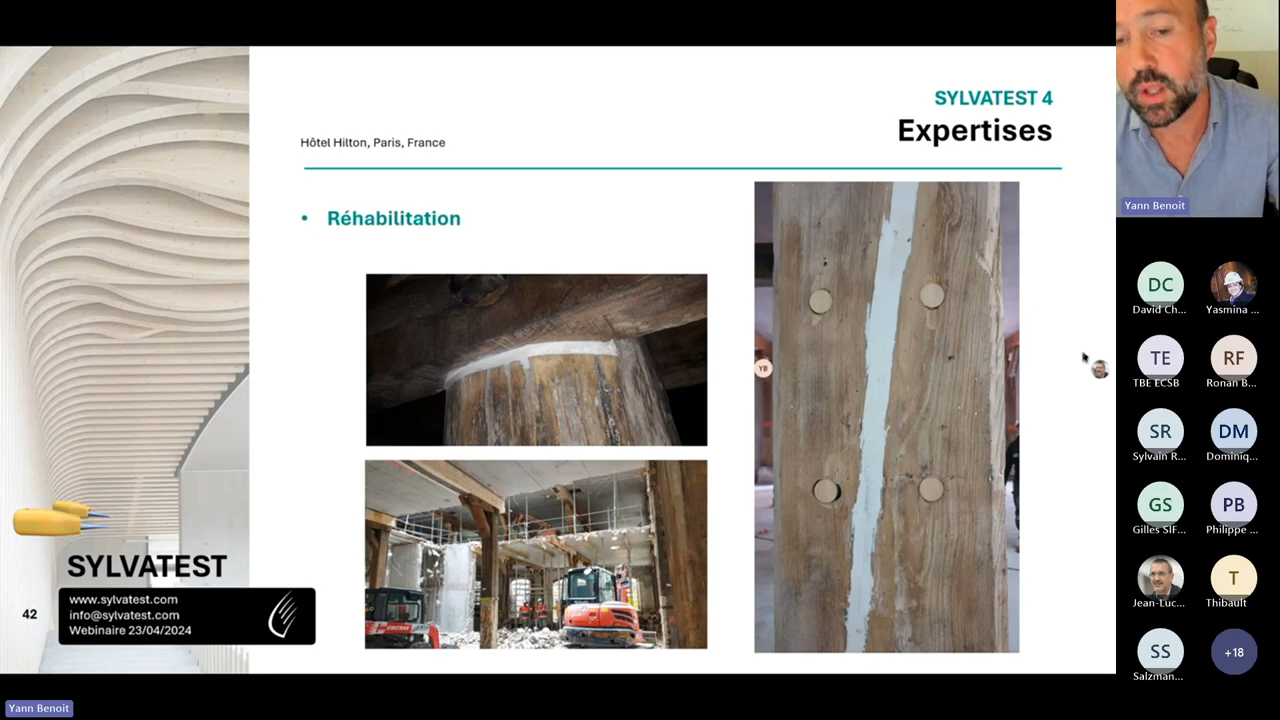 SYLVATEST 4
Expertises
Hôtel Hilton, Paris, France
• Réhabilitation
YB
SYLVATEST
www.sylvatest.com
info@sylvatest.com
Webinaire 23/04/2024
42
Yann Benoit
Yann Benoit
DC
David Ch...
Yasmina ...
TE
TBE ECSB
RF
Ronan B...
SR
Sylvain R...
DM
Dominiq...
GS
Gilles SIF...
PB
Philippe ...
Jean-Luc...
T
Thibault
SS
Salzman...
+18